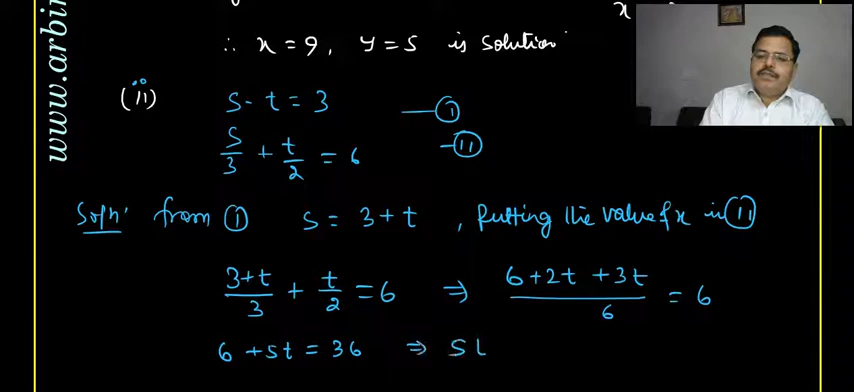 x
∴ x = 9, y = 5 is solution
(ii) s - t = 3 — (i)
s/3 + t/2 = 6 — (ii)
Soln. from (i) s = 3 + t, Putting the value of x in (ii)
(3+t)/3 + t/2 = 6 ⇒ (6 + 2t + 3t)/6 = 6
6 + 5t = 36 ⇒ 5
www.arbin